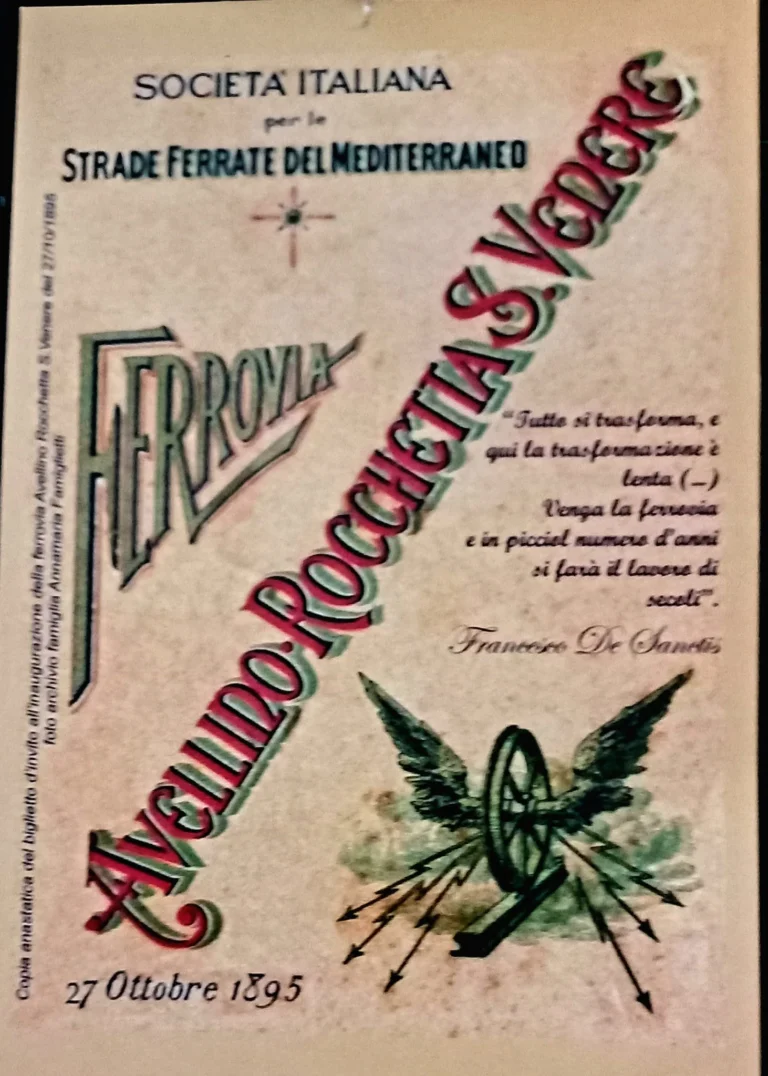 SOCIETÀ ITALIANA
per le
STRADE FERRATE DEL MEDITERRANEO
FERROVIA
AVELLINO-ROCCHETTA S. VENERE
"Tutto si trasforma, e
qui la trasformazione è
lenta (...)
Venga la ferrovia
e in picciol numero d'anni
si farà il lavoro di
secoli".
Francesco De Sanctis
27 Ottobre 1895
Copia anastatica del biglietto d'invito all'inaugurazione della ferrovia Avellino Rocchetta S.Venere del 27/10/1895
foto archivio famiglia Annamaria Famiglietti